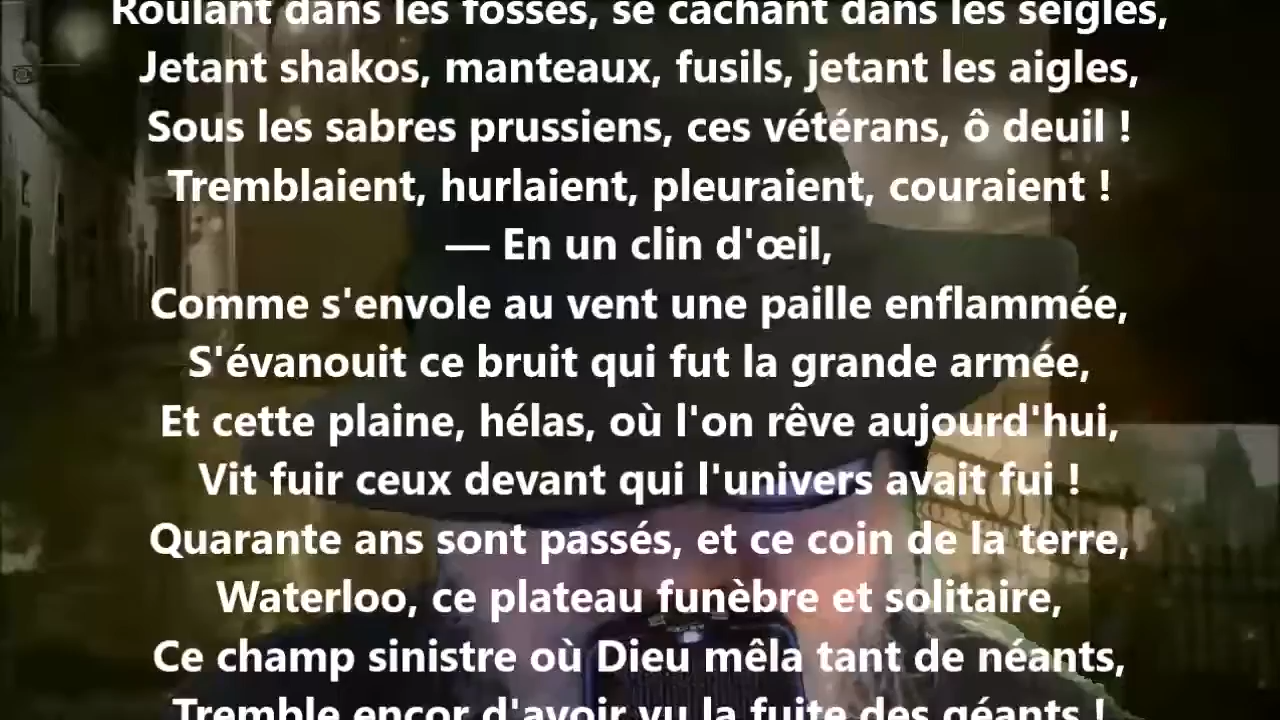 Roulant dans les fossés, se cachant dans les seigles,
Jetant shakos, manteaux, fusils, jetant les aigles,
Sous les sabres prussiens, ces vétérans, ô deuil !
Tremblaient, hurlaient, pleuraient, couraient !
— En un clin d'œil,
Comme s'envole au vent une paille enflammée,
S'évanouit ce bruit qui fut la grande armée,
Et cette plaine, hélas, où l'on rêve aujourd'hui,
Vit fuir ceux devant qui l'univers avait fui !
Quarante ans sont passés, et ce coin de la terre,
Waterloo, ce plateau funèbre et solitaire,
Ce champ sinistre où Dieu mêla tant de néants,
Tremble encor d'avoir vu la fuite des géants !